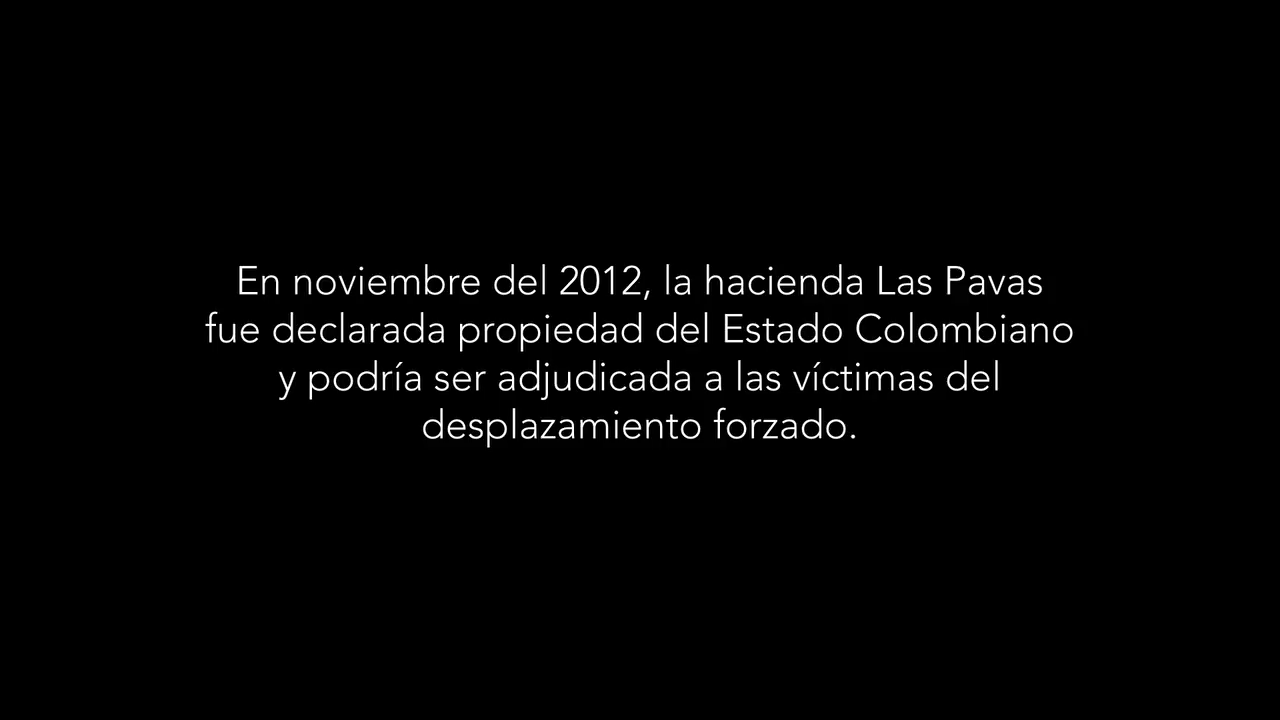 En noviembre del 2012, la hacienda Las Pavas
fue declarada propiedad del Estado Colombiano
y podría ser adjudicada a las víctimas del
desplazamiento forzado.